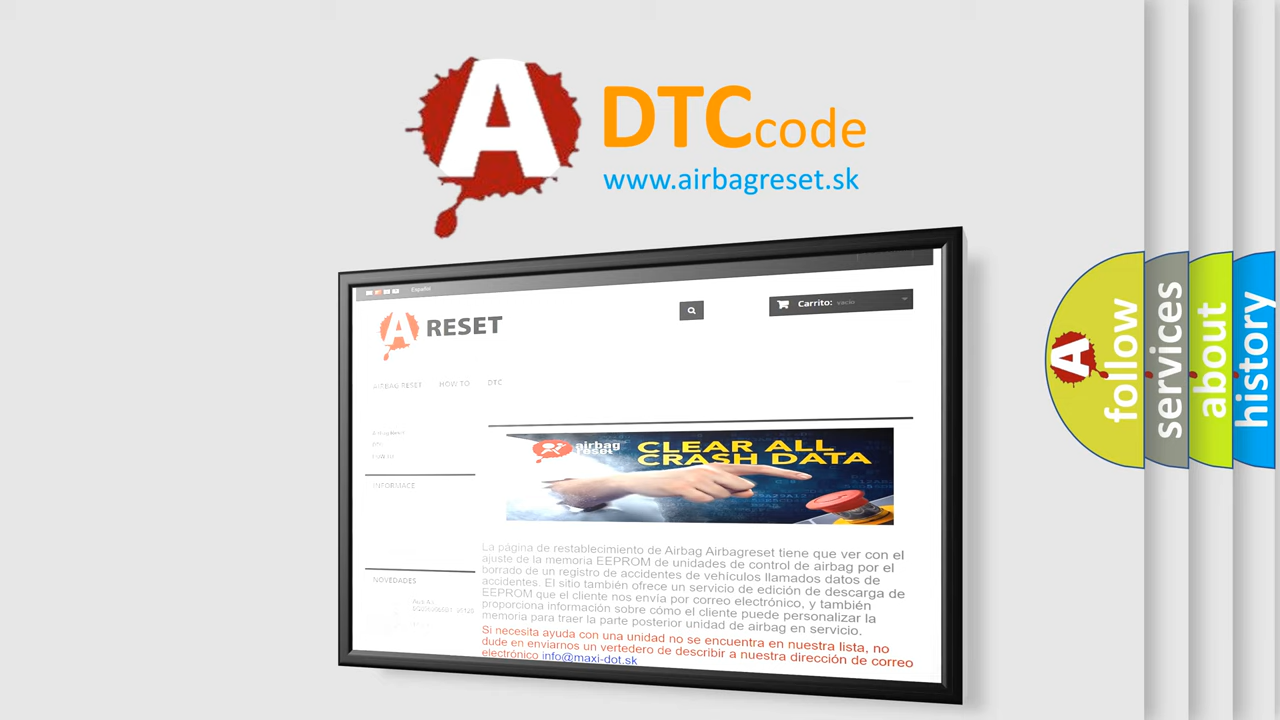 A
DTCcode
www.airbagreset.sk
Español
A RESET
Carrito: vacío
AIRBAG RESET HOW TO DTC
airbag
reset
CLEAR ALL
CRASH DATA
INFORMACE
NOVEDADES
La página de restablecimiento de Airbag Airbagreset tiene que ver con el
ajuste de la memoria EEPROM de unidades de control de airbag por el
borrado de un registro de accidentes de vehículos llamados datos de
accidentes. El sitio también ofrece un servicio de edición de descarga de
EEPROM que el cliente nos envía por correo electrónico, y también
proporciona información sobre cómo el cliente puede personalizar la
memoria para traer la parte posterior unidad de airbag en servicio.
Si necesita ayuda con una unidad no se encuentra en nuestra lista, no
dude en enviarnos un vertedero de describir a nuestra dirección de correo
electrónico info@maxi-dot.sk
A
follow
services
about
history